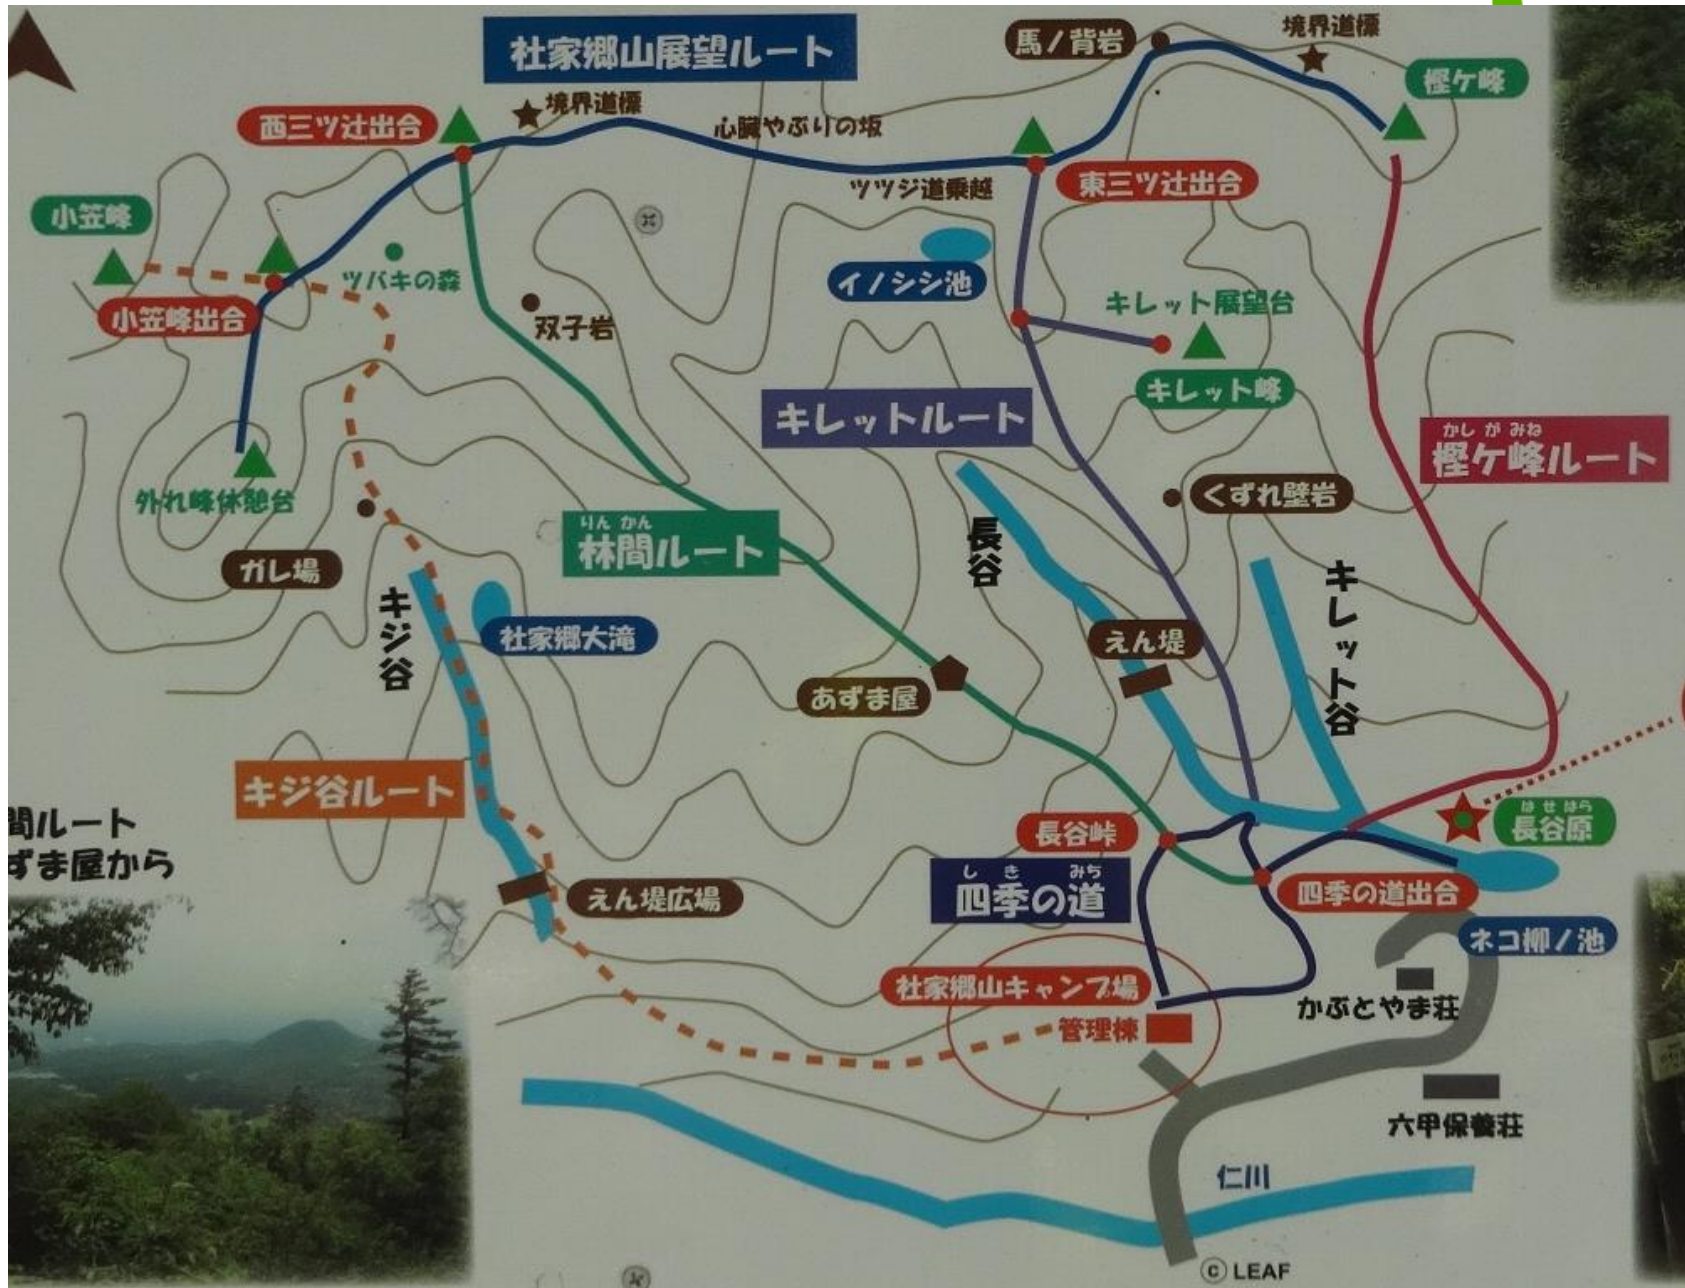 社家郷山展望ルート
馬ノ背岩
境界道標
樫ケ峰
境界道標
西三ツ辻出合
心臓やぶりの坂
ツツジ道乗越
東三ツ辻出合
小笠峰
ツバキの森
イノシシ池
キレット展望台
小笠峰出合
双子岩
キレット峰
キレットルート
かしがみね
樫ケ峰ルート
外れ峰休憩台
くずれ壁岩
りんかん
林間ルート
長谷
ガレ場
キジ谷
キレット谷
社家郷大滝
えん堤
あずま屋
キジ谷ルート
間ルート
ずま屋から
はせはら
長谷原
長谷峠
しきみち
四季の道
えん堤広場
四季の道出合
ネコ柳ノ池
社家郷山キャンプ場
かぶとやま荘
管理棟
六甲保養荘
仁川
© LEAF